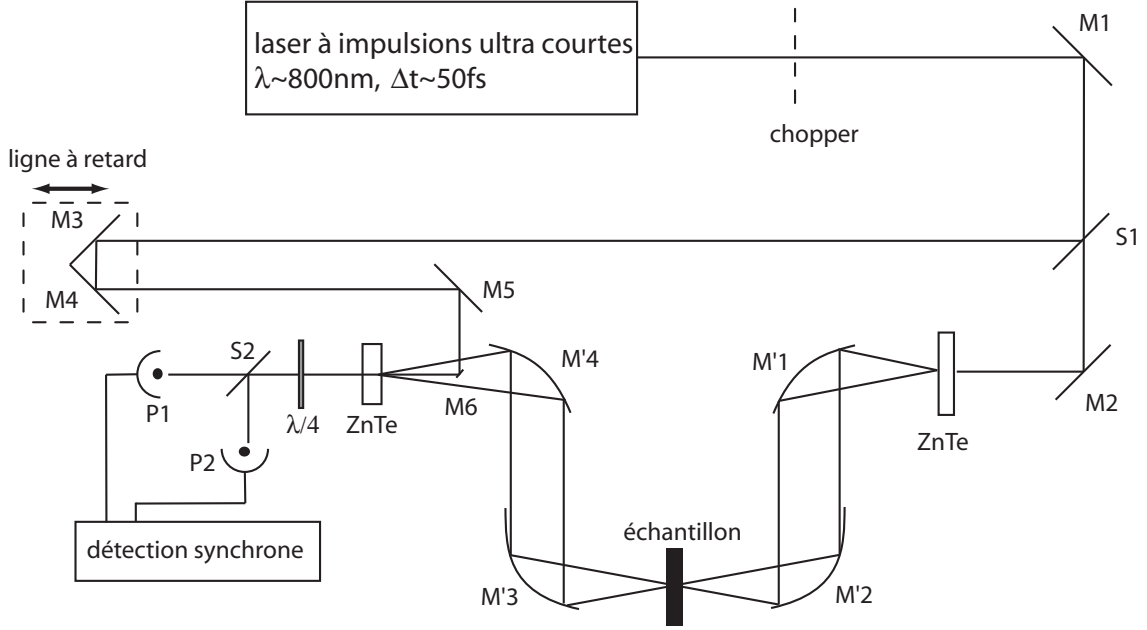 laser à impulsions ultra courtes
λ~800nm, Δt~50fs
M1
chopper
ligne à retard
M3
S1
M4
M5
S2
M'4
M'1
M6
M2
P1
λ/4
ZnTe
ZnTe
P2
échantillon
détection synchrone
M'3
M'2